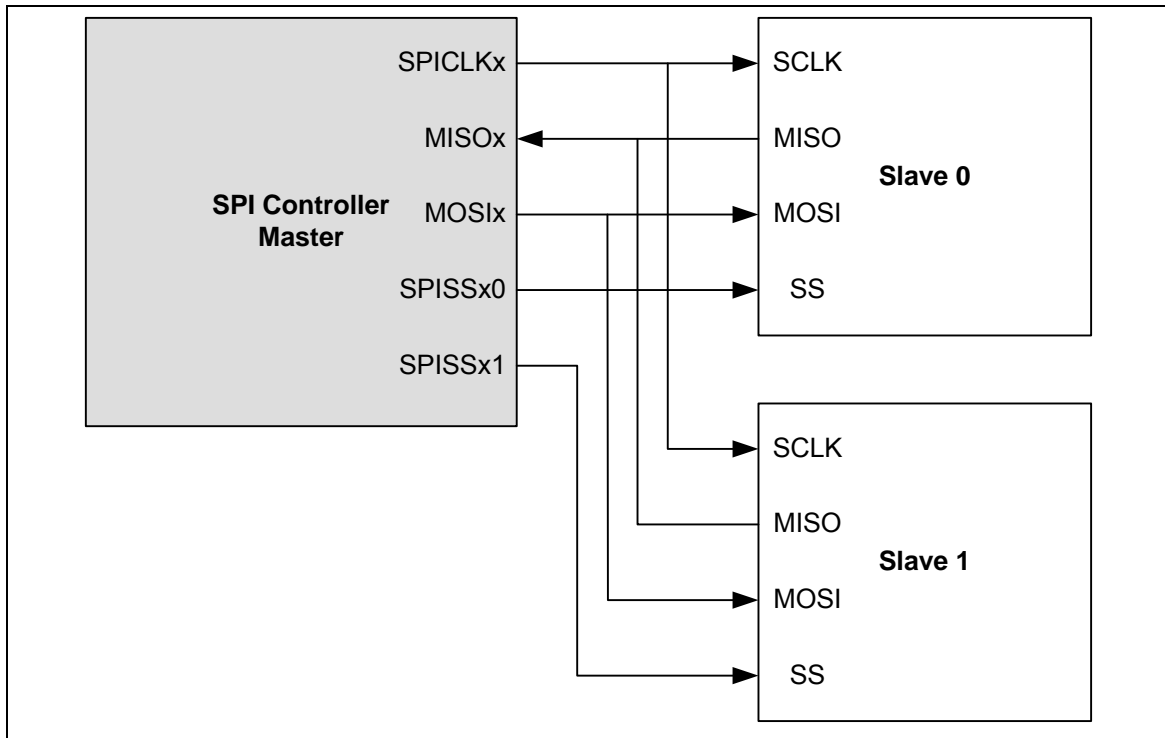 SPI Controller
Master
SPICLKx
MISOx
MOSIx
SPISSx0
SPISSx1
SCLK
MISO
MOSI
SS
Slave 0
SCLK
MISO
MOSI
SS
Slave 1